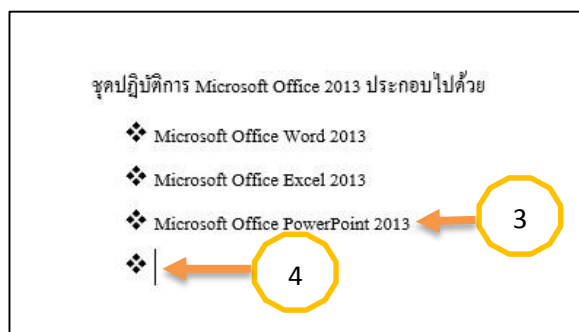 ชุดปฏิบัติการ Microsoft Office 2013 ประกอบไปด้วย
❖ Microsoft Office Word 2013
❖ Microsoft Office Excel 2013
❖ Microsoft Office PowerPoint 2013
3
❖
4